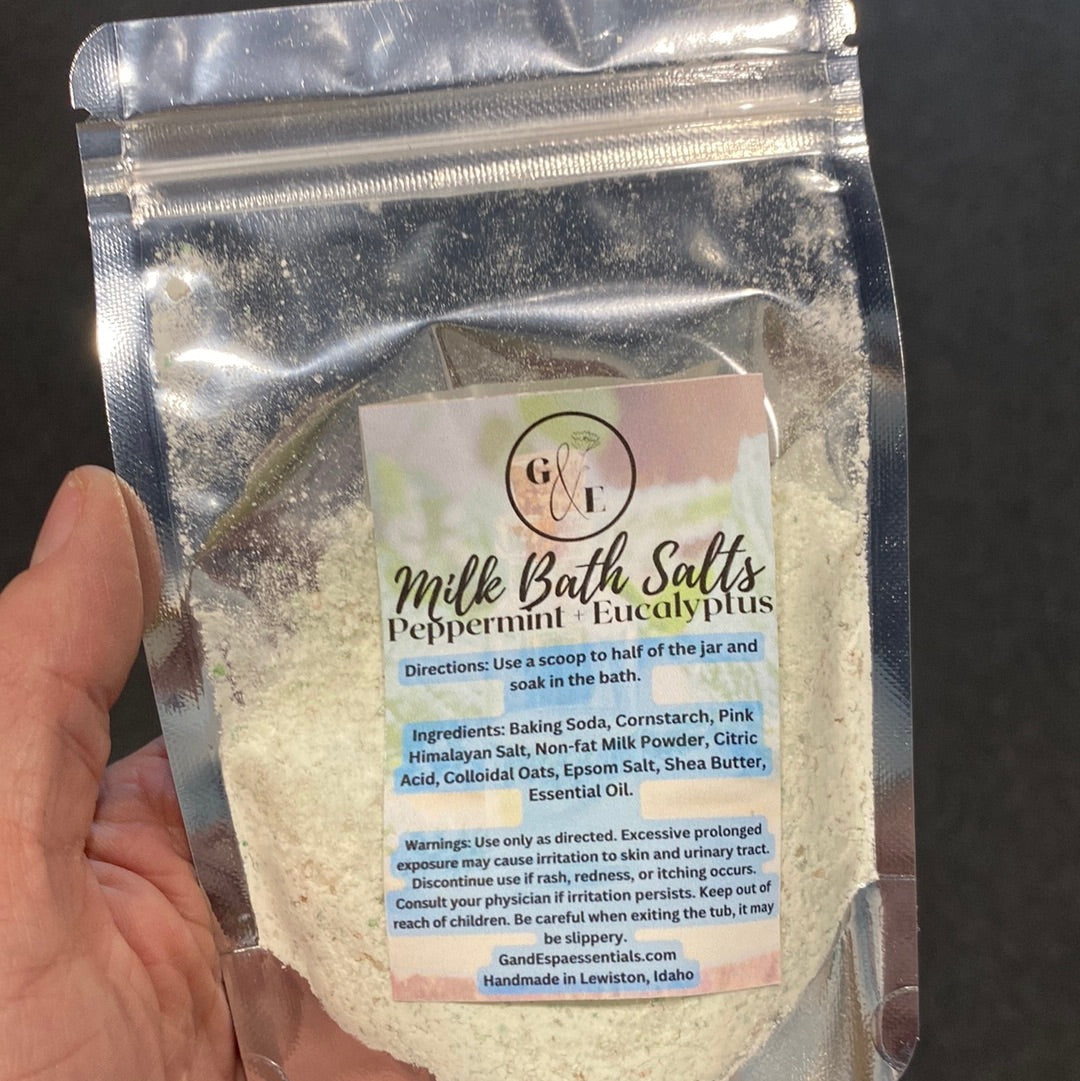 G & E
Milk Bath Salts
Peppermint + Eucalyptus
Directions: Use a scoop to half of the jar and
soak in the bath.
Ingredients: Baking Soda, Cornstarch, Pink
Himalayan Salt, Non-fat Milk Powder, Citric
Acid, Colloidal Oats, Epsom Salt, Shea Butter,
Essential Oil.
Warnings: Use only as directed. Excessive prolonged
exposure may cause irritation to skin and urinary tract.
Discontinue use if rash, redness, or itching occurs.
Consult your physician if irritation persists. Keep out of
reach of children. Be careful when exiting the tub, it may
be slippery.
GandEspaessentials.com
Handmade in Lewiston, Idaho